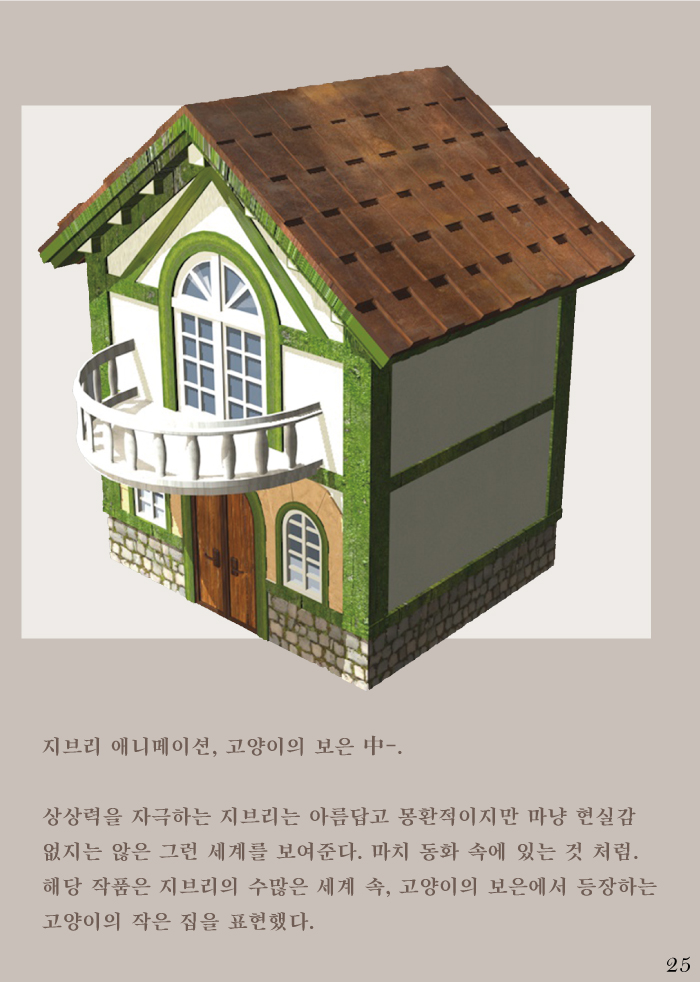 지브리 애니메이션, 고양이의 보은 中-.
상상력을 자극하는 지브리는 아름답고 몽환적이지만 마냥 현실감
없지는 않은 그런 세계를 보여준다. 마치 동화 속에 있는 것 처럼.
해당 작품은 지브리의 수많은 세계 속, 고양이의 보은에서 등장하는
고양이의 작은 집을 표현했다.
25